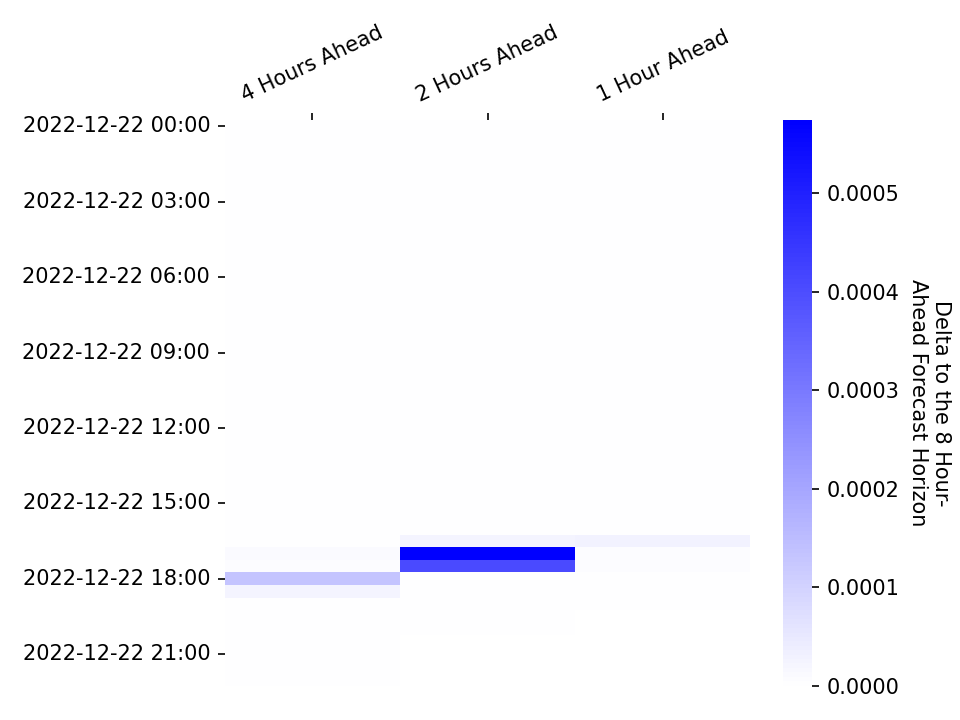 4 Hours Ahead
2 Hours Ahead
1 Hour Ahead
2022-12-22 00:00
2022-12-22 03:00
2022-12-22 06:00
2022-12-22 09:00
2022-12-22 12:00
2022-12-22 15:00
2022-12-22 18:00
2022-12-22 21:00
0.0005
0.0004
0.0003
0.0002
0.0001
0.0000
Delta to the 8 Hour-
Ahead Forecast Horizon